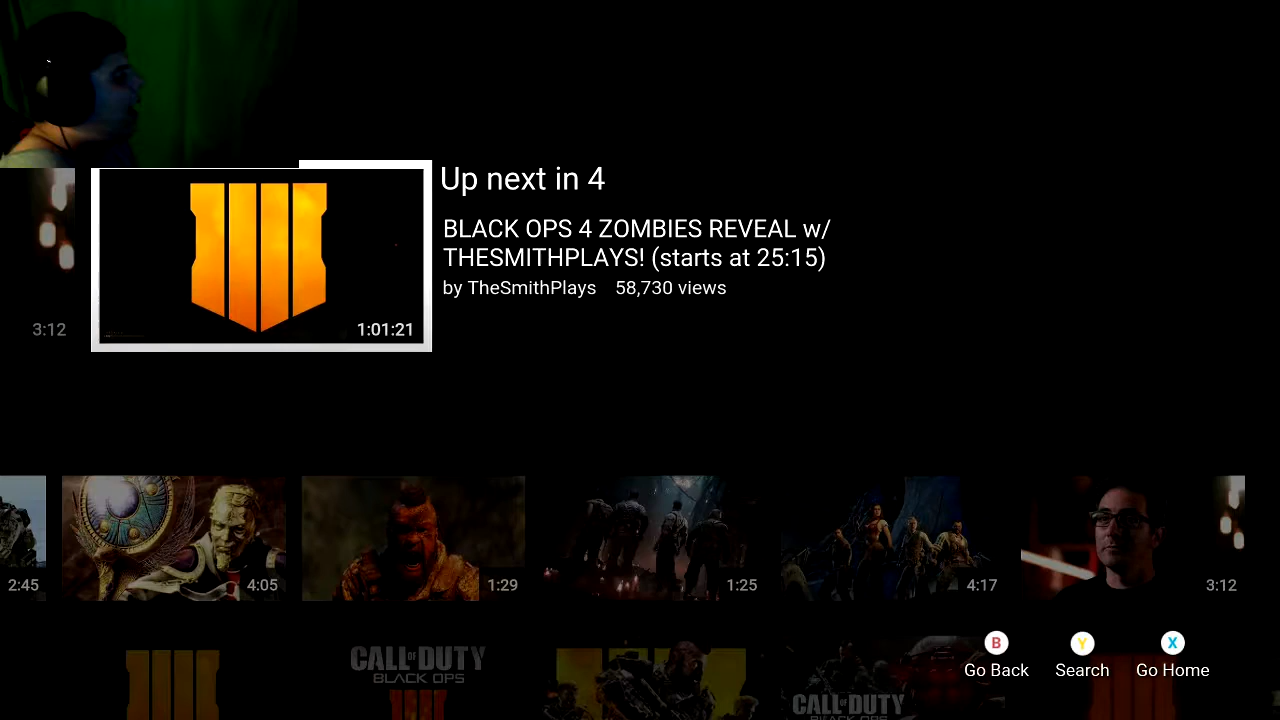 Up next in 4
BLACK OPS 4 ZOMBIES REVEAL w/
THESMITHPLAYS! (starts at 25:15)
by TheSmithPlays 58,730 views
3:12
1:01:21
2:45
4:05
1:29
1:25
4:17
3:12
CALL OF DUTY
BLACK OPS
CALL OF DUTY
BLACK OPS
B
Y
X
Go Back
Search
Go Home